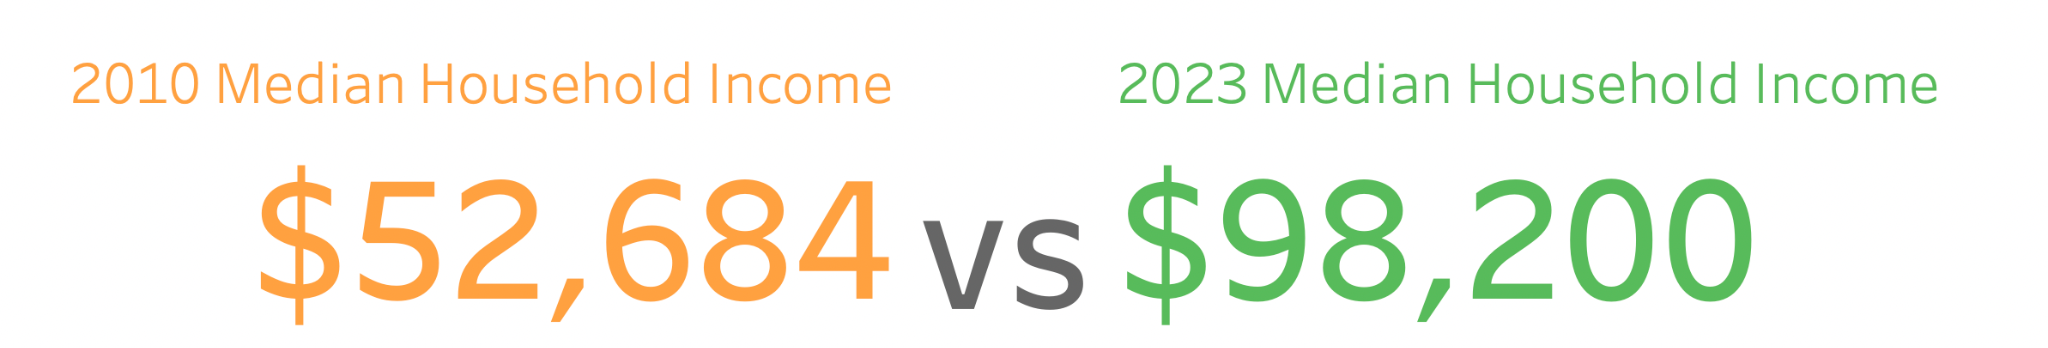 2010 Median Household Income
2023 Median Household Income
$52,684 vs $98,200